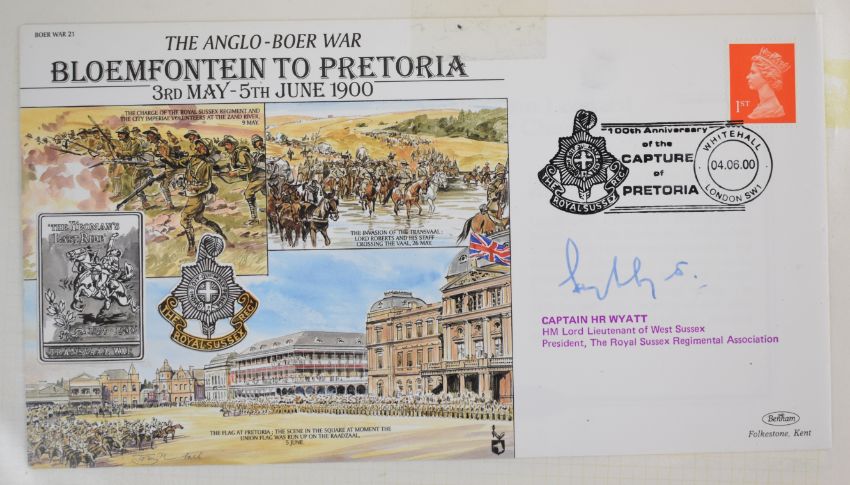 BOER WAR 21
THE ANGLO-BOER WAR
BLOEMFONTEIN TO PRETORIA
3RD MAY-5TH JUNE 1900
THE CHARGE OF THE ROYAL SUSSEX REGIMENT AND
THE CITY IMPERIAL VOLUNTEERS AT THE ZAND RIVER,
9 MAY.
THE INVASION OF THE TRANSVAAL:
LORD ROBERTS AND HIS STAFF
CROSSING THE VAAL, 26 MAY.
THE YEOMAN'S
LAST RIDE
THE ROYAL SUSSEX REG.
THE FLAG AT PRETORIA; THE SCENE IN THE SQUARE AT MOMENT THE
UNION FLAG WAS RUN UP ON THE RAADZAAL,
5 JUNE.
1ST
100th Anniversary
of the
CAPTURE
of
PRETORIA
THE ROYAL SUSSEX REG.
WHITEHALL
04.06.00
LONDON SW1
CAPTAIN HR WYATT
HM Lord Lieutenant of West Sussex
President, The Royal Sussex Regimental Association
Benham
Folkestone, Kent